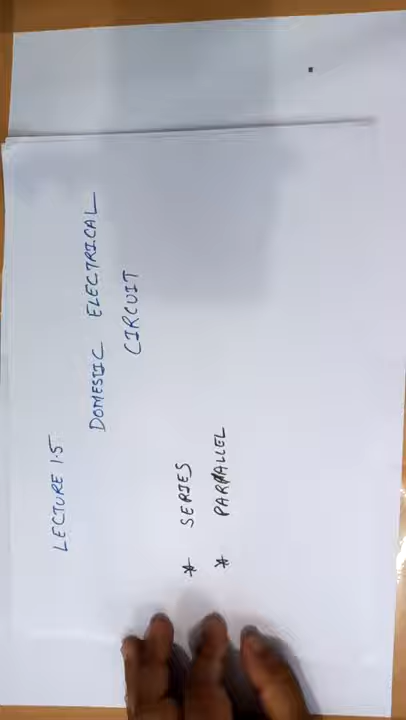 LECTURE 1.5
DOMESTIC ELECTRICAL
CIRCUIT
* SERIES
* PARALLEL